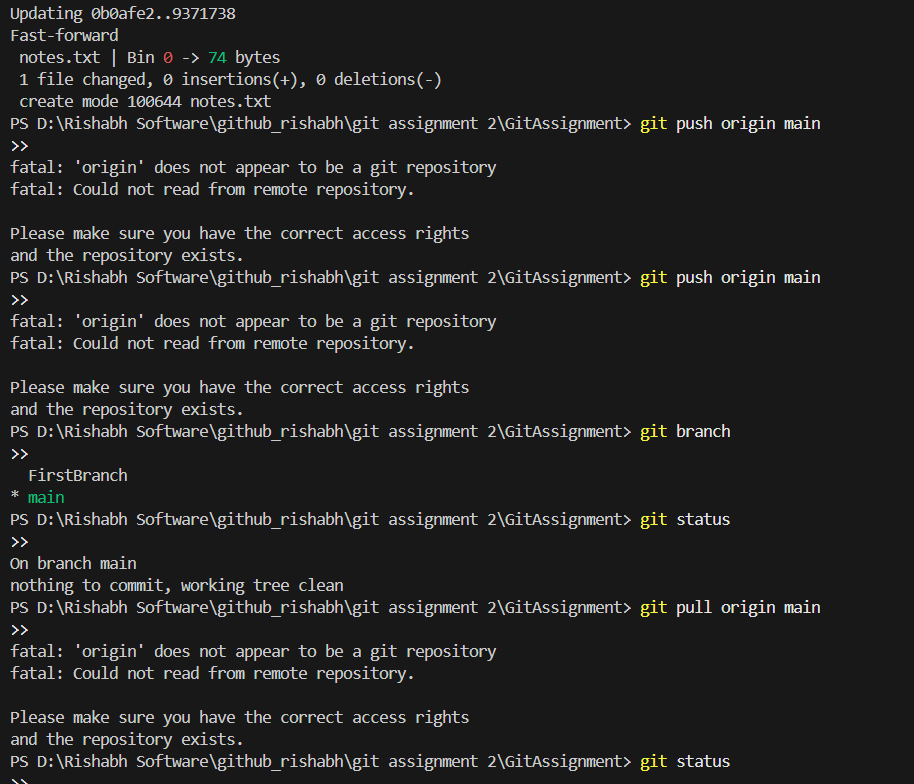 Updating 0b0afe2..9371738
Fast-forward
 notes.txt | Bin 0 -> 74 bytes
 1 file changed, 0 insertions(+), 0 deletions(-)
 create mode 100644 notes.txt
PS D:\Rishabh Software\github_rishabh\git assignment 2\GitAssignment> git push origin main
>>
fatal: 'origin' does not appear to be a git repository
fatal: Could not read from remote repository.

Please make sure you have the correct access rights
and the repository exists.
PS D:\Rishabh Software\github_rishabh\git assignment 2\GitAssignment> git push origin main
>>
fatal: 'origin' does not appear to be a git repository
fatal: Could not read from remote repository.

Please make sure you have the correct access rights
and the repository exists.
PS D:\Rishabh Software\github_rishabh\git assignment 2\GitAssignment> git branch
>>
  FirstBranch
* main
PS D:\Rishabh Software\github_rishabh\git assignment 2\GitAssignment> git status
>>
On branch main
nothing to commit, working tree clean
PS D:\Rishabh Software\github_rishabh\git assignment 2\GitAssignment> git pull origin main
>>
fatal: 'origin' does not appear to be a git repository
fatal: Could not read from remote repository.

Please make sure you have the correct access rights
and the repository exists.
PS D:\Rishabh Software\github_rishabh\git assignment 2\GitAssignment> git status
>>